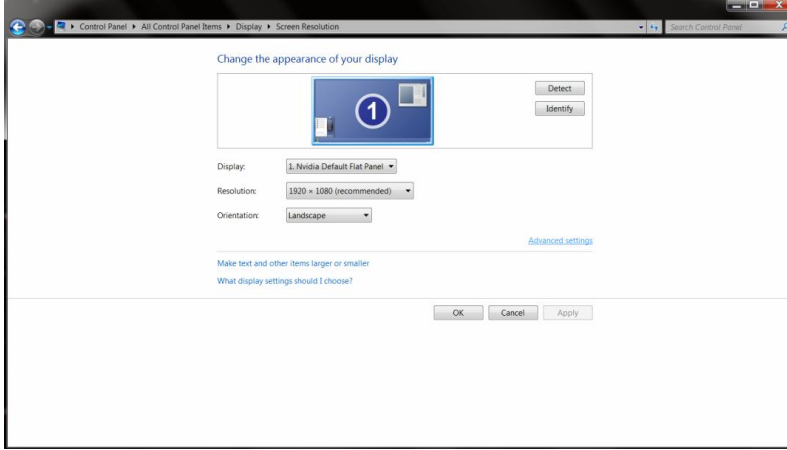 Control Panel ▸ All Control Panel Items ▸ Display ▸ Screen Resolution
Search Control Panel
Change the appearance of your display
1
Detect
Identify
Display: 1. Nvidia Default Flat Panel
Resolution: 1920 × 1080 (recommended)
Orientation: Landscape
Advanced settings
Make text and other items larger or smaller
What display settings should I choose?
OK Cancel Apply